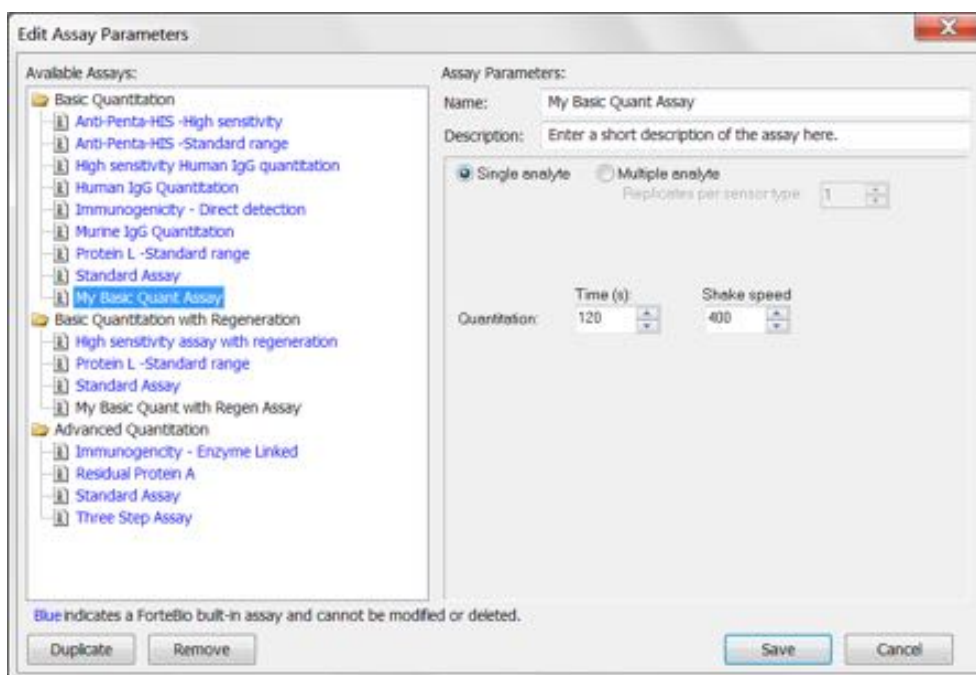 Edit Assay Parameters
Available Assays:
Basic Quantitation
Anti-Penta-HIS -High sensitivity
Anti-Penta-HIS -Standard range
High sensitivity Human IgG quantitation
Human IgG Quantitation
Immunogenicity - Direct detection
Murine IgG Quantitation
Protein L -Standard range
Standard Assay
My Basic Quant Assay
Basic Quantitation with Regeneration
High sensitivity assay with regeneration
Protein L -Standard range
Standard Assay
My Basic Quant with Regen Assay
Advanced Quantitation
Immunogencity - Enzyme Linked
Residual Protein A
Standard Assay
Three Step Assay
Assay Parameters:
Name: My Basic Quant Assay
Description: Enter a short description of the assay here.
Single analyte Multiple analyte
Replicates per sensor type 1
Time (s): Shake speed
Quantitation: 120 400
Blue indicates a ForteBio built-in assay and cannot be modified or deleted.
Duplicate Remove Save Cancel